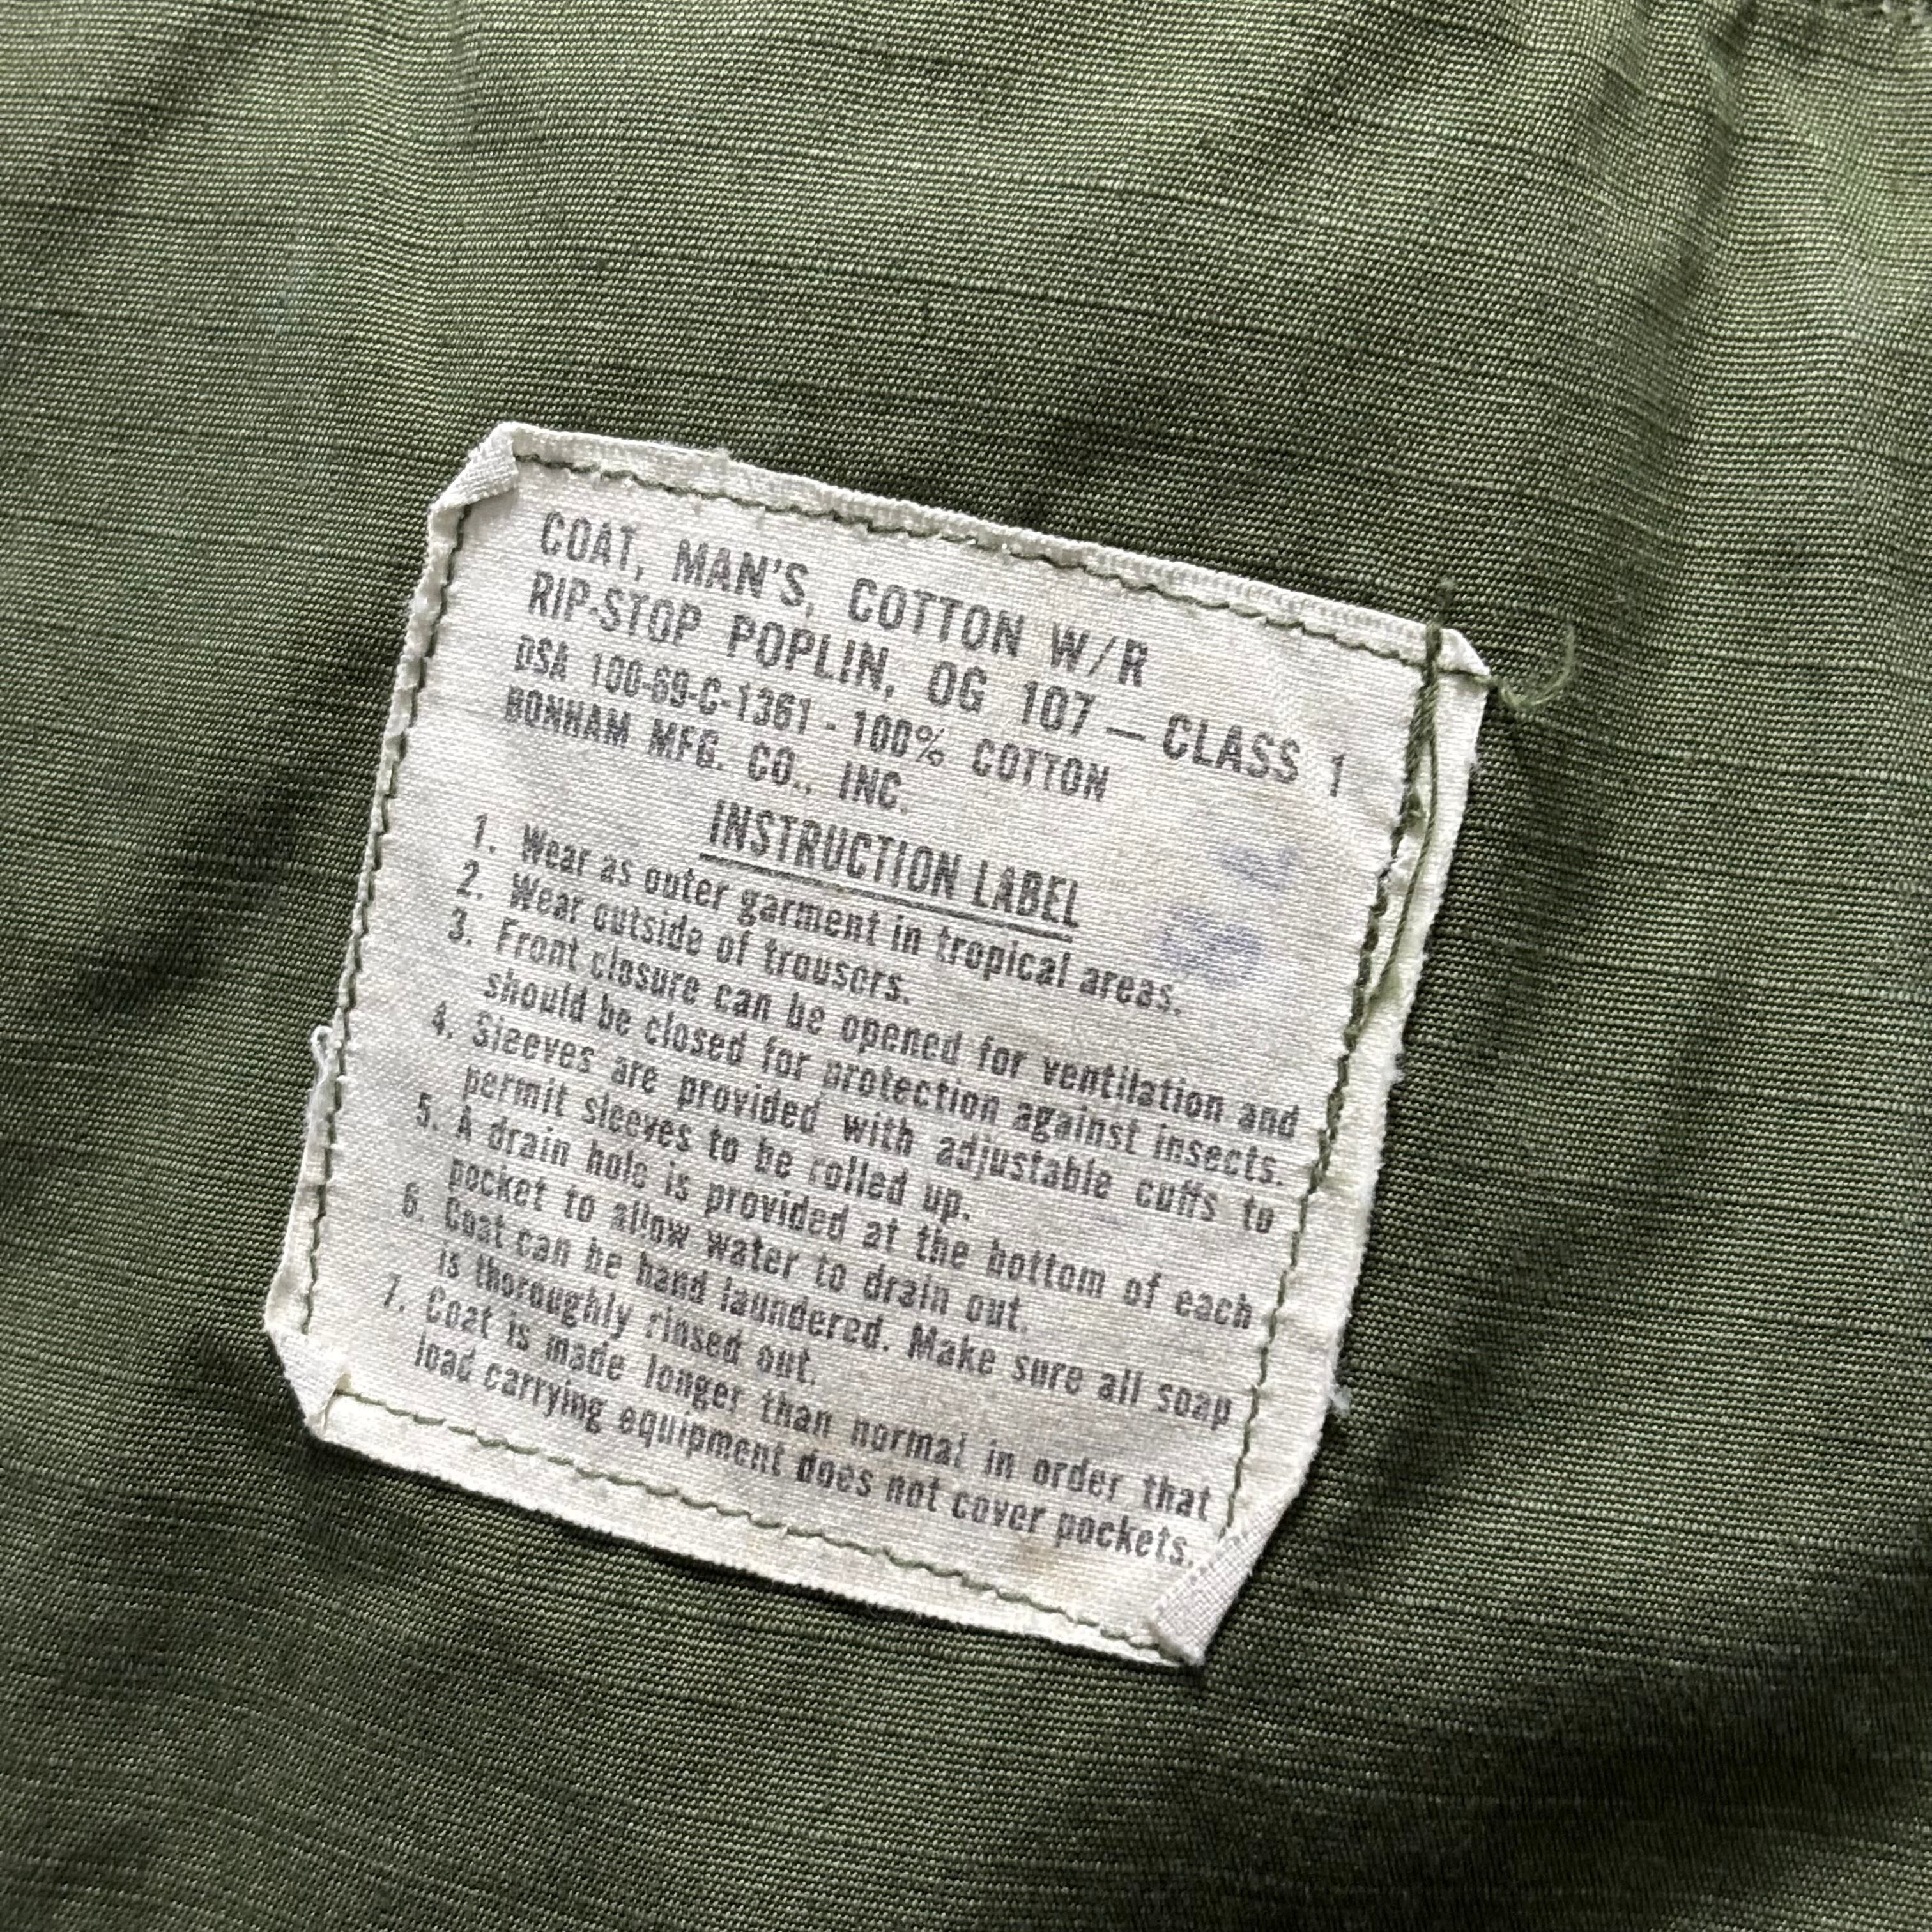 COAT, MAN'S, COTTON W/R
RIP-STOP POPLIN, OG 107 — CLASS 1
DSA 100-69-C-1361 - 100% COTTON
BONHAM MFG. CO., INC.
INSTRUCTION LABEL
1. Wear as outer garment in tropical areas.
2. Wear outside of trousers.
3. Front closure can be opened for ventilation and
should be closed for protection against insects.
4. Sleeves are provided with adjustable cuffs to
permit sleeves to be rolled up.
5. A drain hole is provided at the bottom of each
pocket to allow water to drain out.
6. Coat can be hand laundered. Make sure all soap
is thoroughly rinsed out.
7. Coat is made longer than normal in order that
load carrying equipment does not cover pockets.